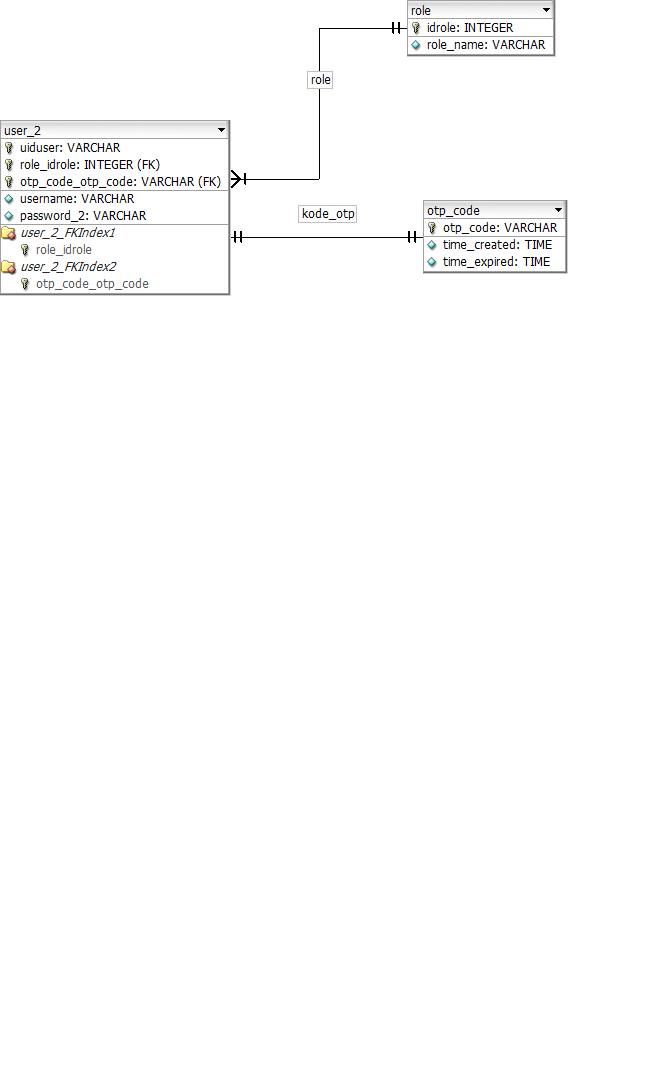 role
idrole: INTEGER
role_name: VARCHAR
role
user_2
uiduser: VARCHAR
role_idrole: INTEGER (FK)
otp_code_otp_code: VARCHAR (FK)
username: VARCHAR
password_2: VARCHAR
user_2_FKIndex1
role_idrole
user_2_FKIndex2
otp_code_otp_code
kode_otp
otp_code
otp_code: VARCHAR
time_created: TIME
time_expired: TIME